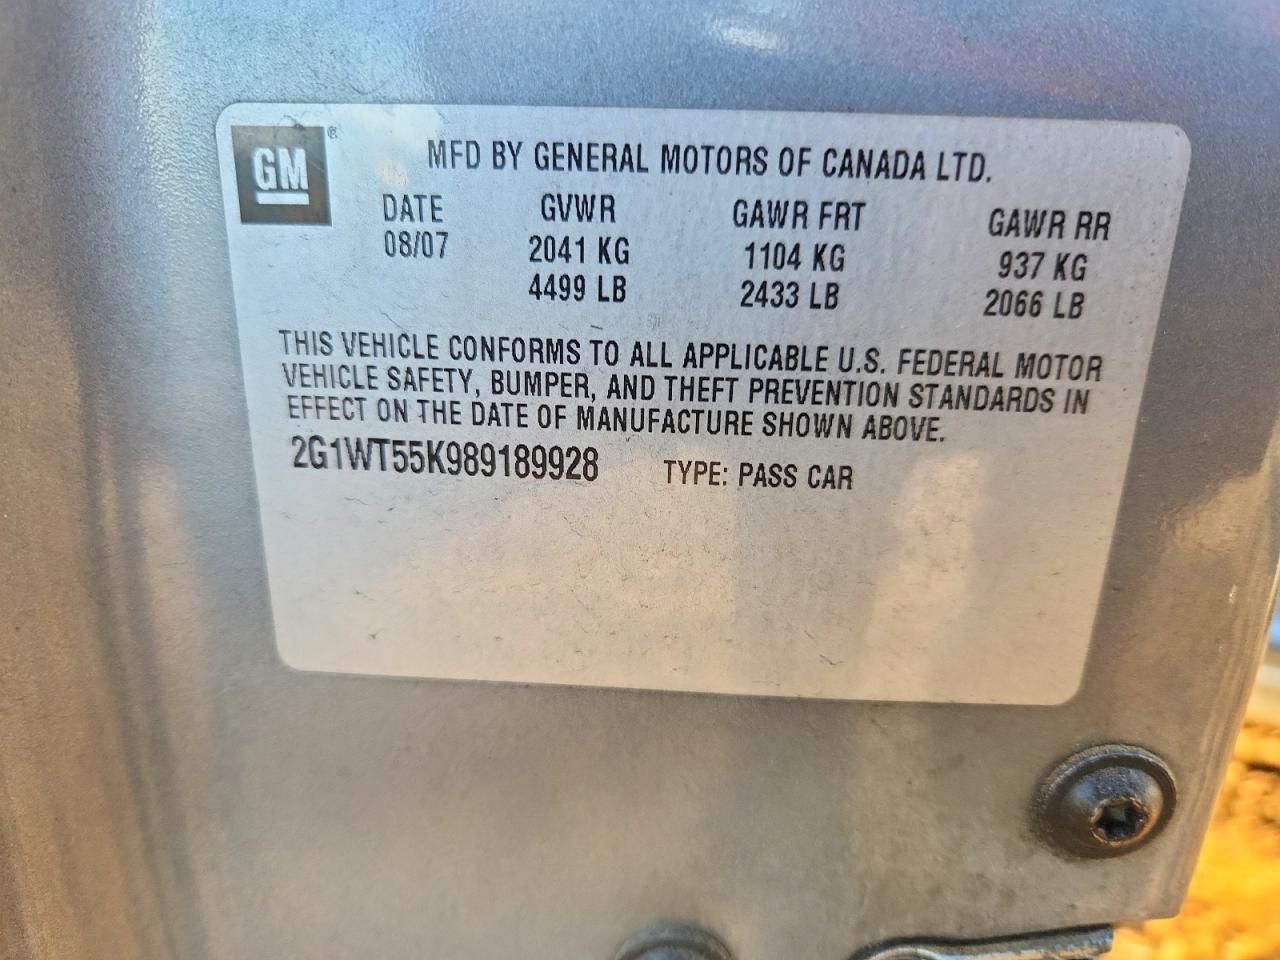 GM ®
MFD BY GENERAL MOTORS OF CANADA LTD.
DATE GVWR GAWR FRT GAWR RR
08/07 2041 KG 1104 KG 937 KG
4499 LB 2433 LB 2066 LB
THIS VEHICLE CONFORMS TO ALL APPLICABLE U.S. FEDERAL MOTOR
VEHICLE SAFETY, BUMPER, AND THEFT PREVENTION STANDARDS IN
EFFECT ON THE DATE OF MANUFACTURE SHOWN ABOVE.
2G1WT55K989189928 TYPE: PASS CAR